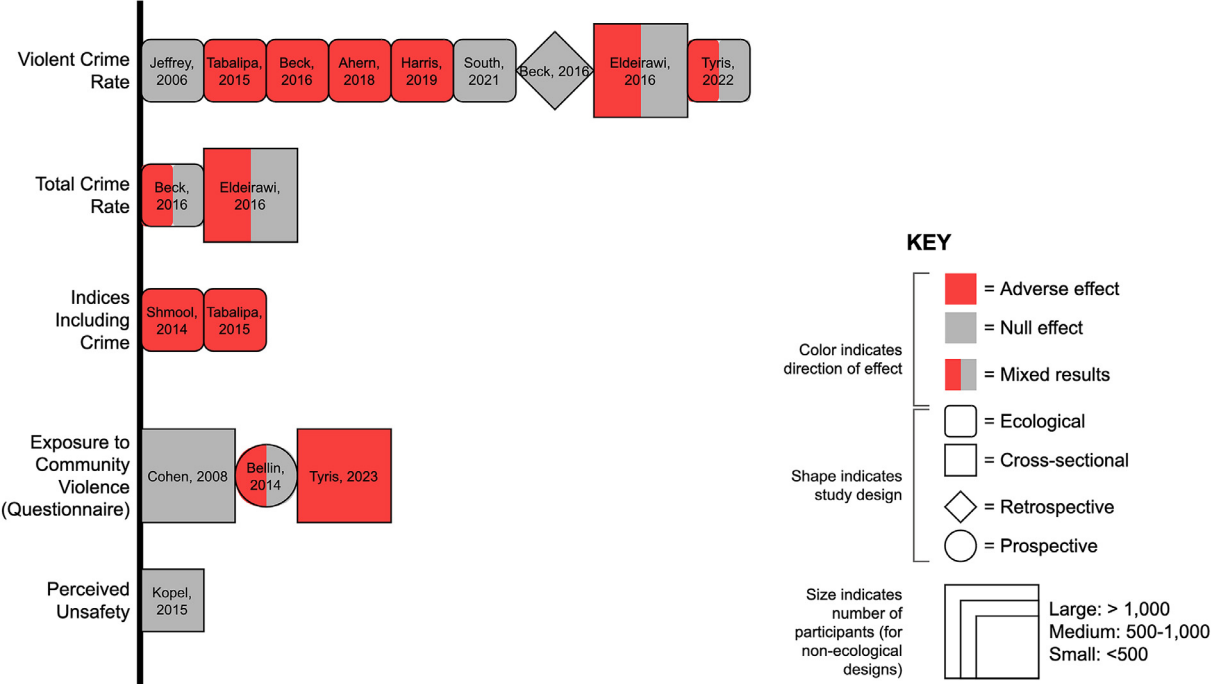 Violent Crime
Rate
Jeffrey,
2006
Tabalipa,
2015
Beck,
2016
Ahern,
2018
Harris,
2019
South,
2021
Beck, 2016
Eldeirawi,
2016
Tyris,
2022
Total Crime
Rate
Beck,
2016
Eldeirawi,
2016
Indices
Including
Crime
Shmool,
2014
Tabalipa,
2015
Exposure to
Community
Violence
(Questionnaire)
Cohen, 2008
Bellin,
2014
Tyris, 2023
Perceived
Unsafety
Kopel,
2015
KEY
Color indicates
direction of effect
= Adverse effect
= Null effect
= Mixed results
Shape indicates
study design
= Ecological
= Cross-sectional
= Retrospective
= Prospective
Size indicates
number of
participants (for
non-ecological
designs)
Large: > 1,000
Medium: 500-1,000
Small: <500